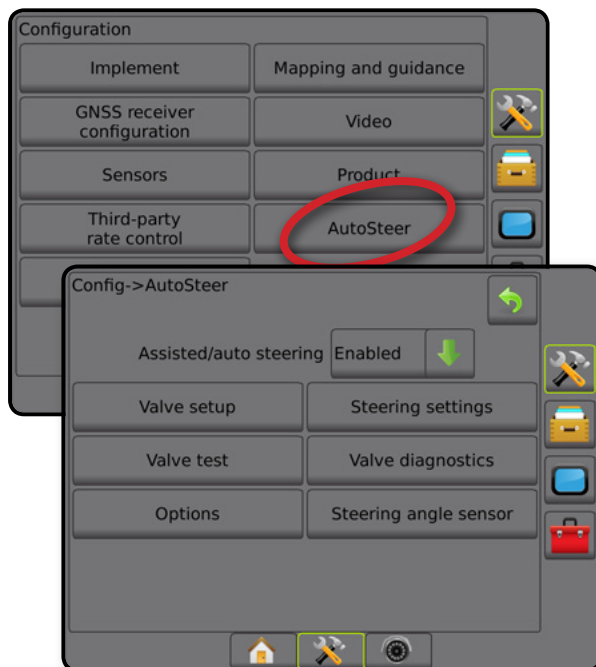 Configuration
Implement
Mapping and guidance
GNSS receiver
configuration
Video
Sensors
Product
Third-party
rate control
AutoSteer
Config->AutoSteer
Assisted/auto steering Enabled
Valve setup
Steering settings
Valve test
Valve diagnostics
Options
Steering angle sensor